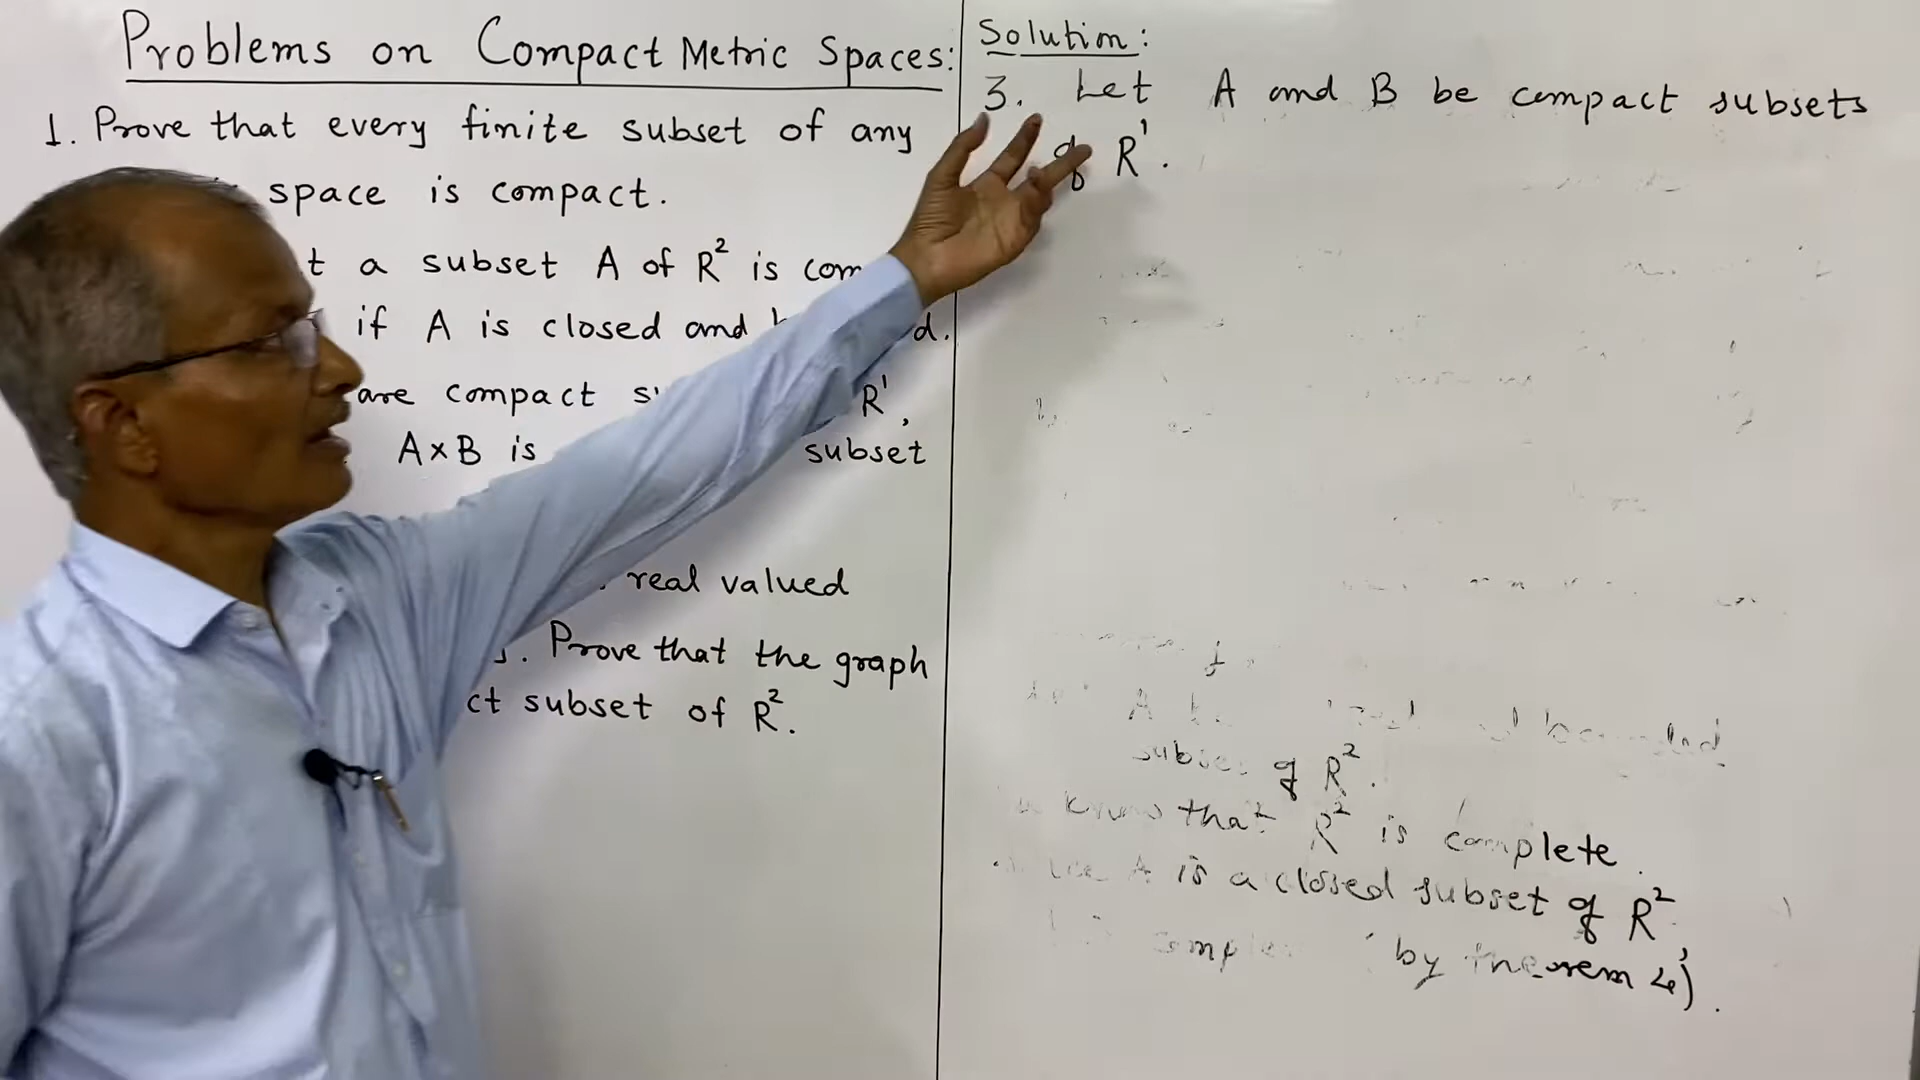 Problems on Compact Metric Spaces:
1. Prove that every finite subset of any
space is compact.
t a subset A of R² is com
if A is closed and d.
are compact s R¹,
A×B is subset
real valued
. Prove that the graph
ct subset of R².
Solution:
3. Let A and B be compact subsets
of R¹.
A bounded
subse of R².
know that R² is complete.
A is a closed subset of R²,
by theorem 4).